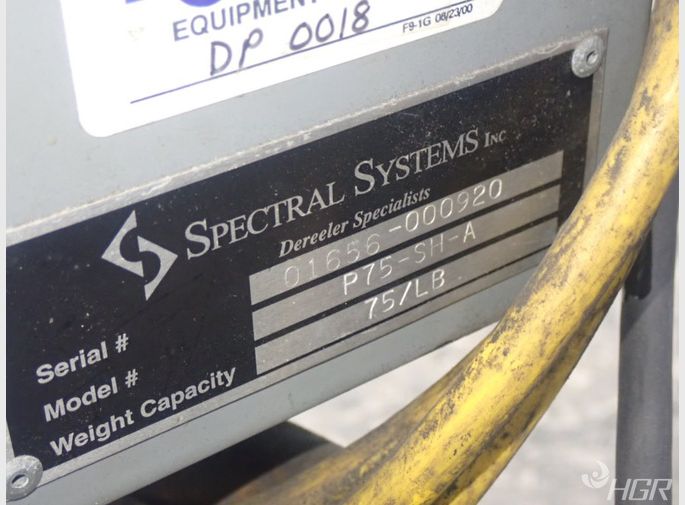 EQUIPMENT
DP 0018
F9-1G 08/23/00
SPECTRAL SYSTEMS INC
Dereeler Specialists
Serial # 01656-000920
Model # P75-SH-A
Weight Capacity 75/LB
HGR